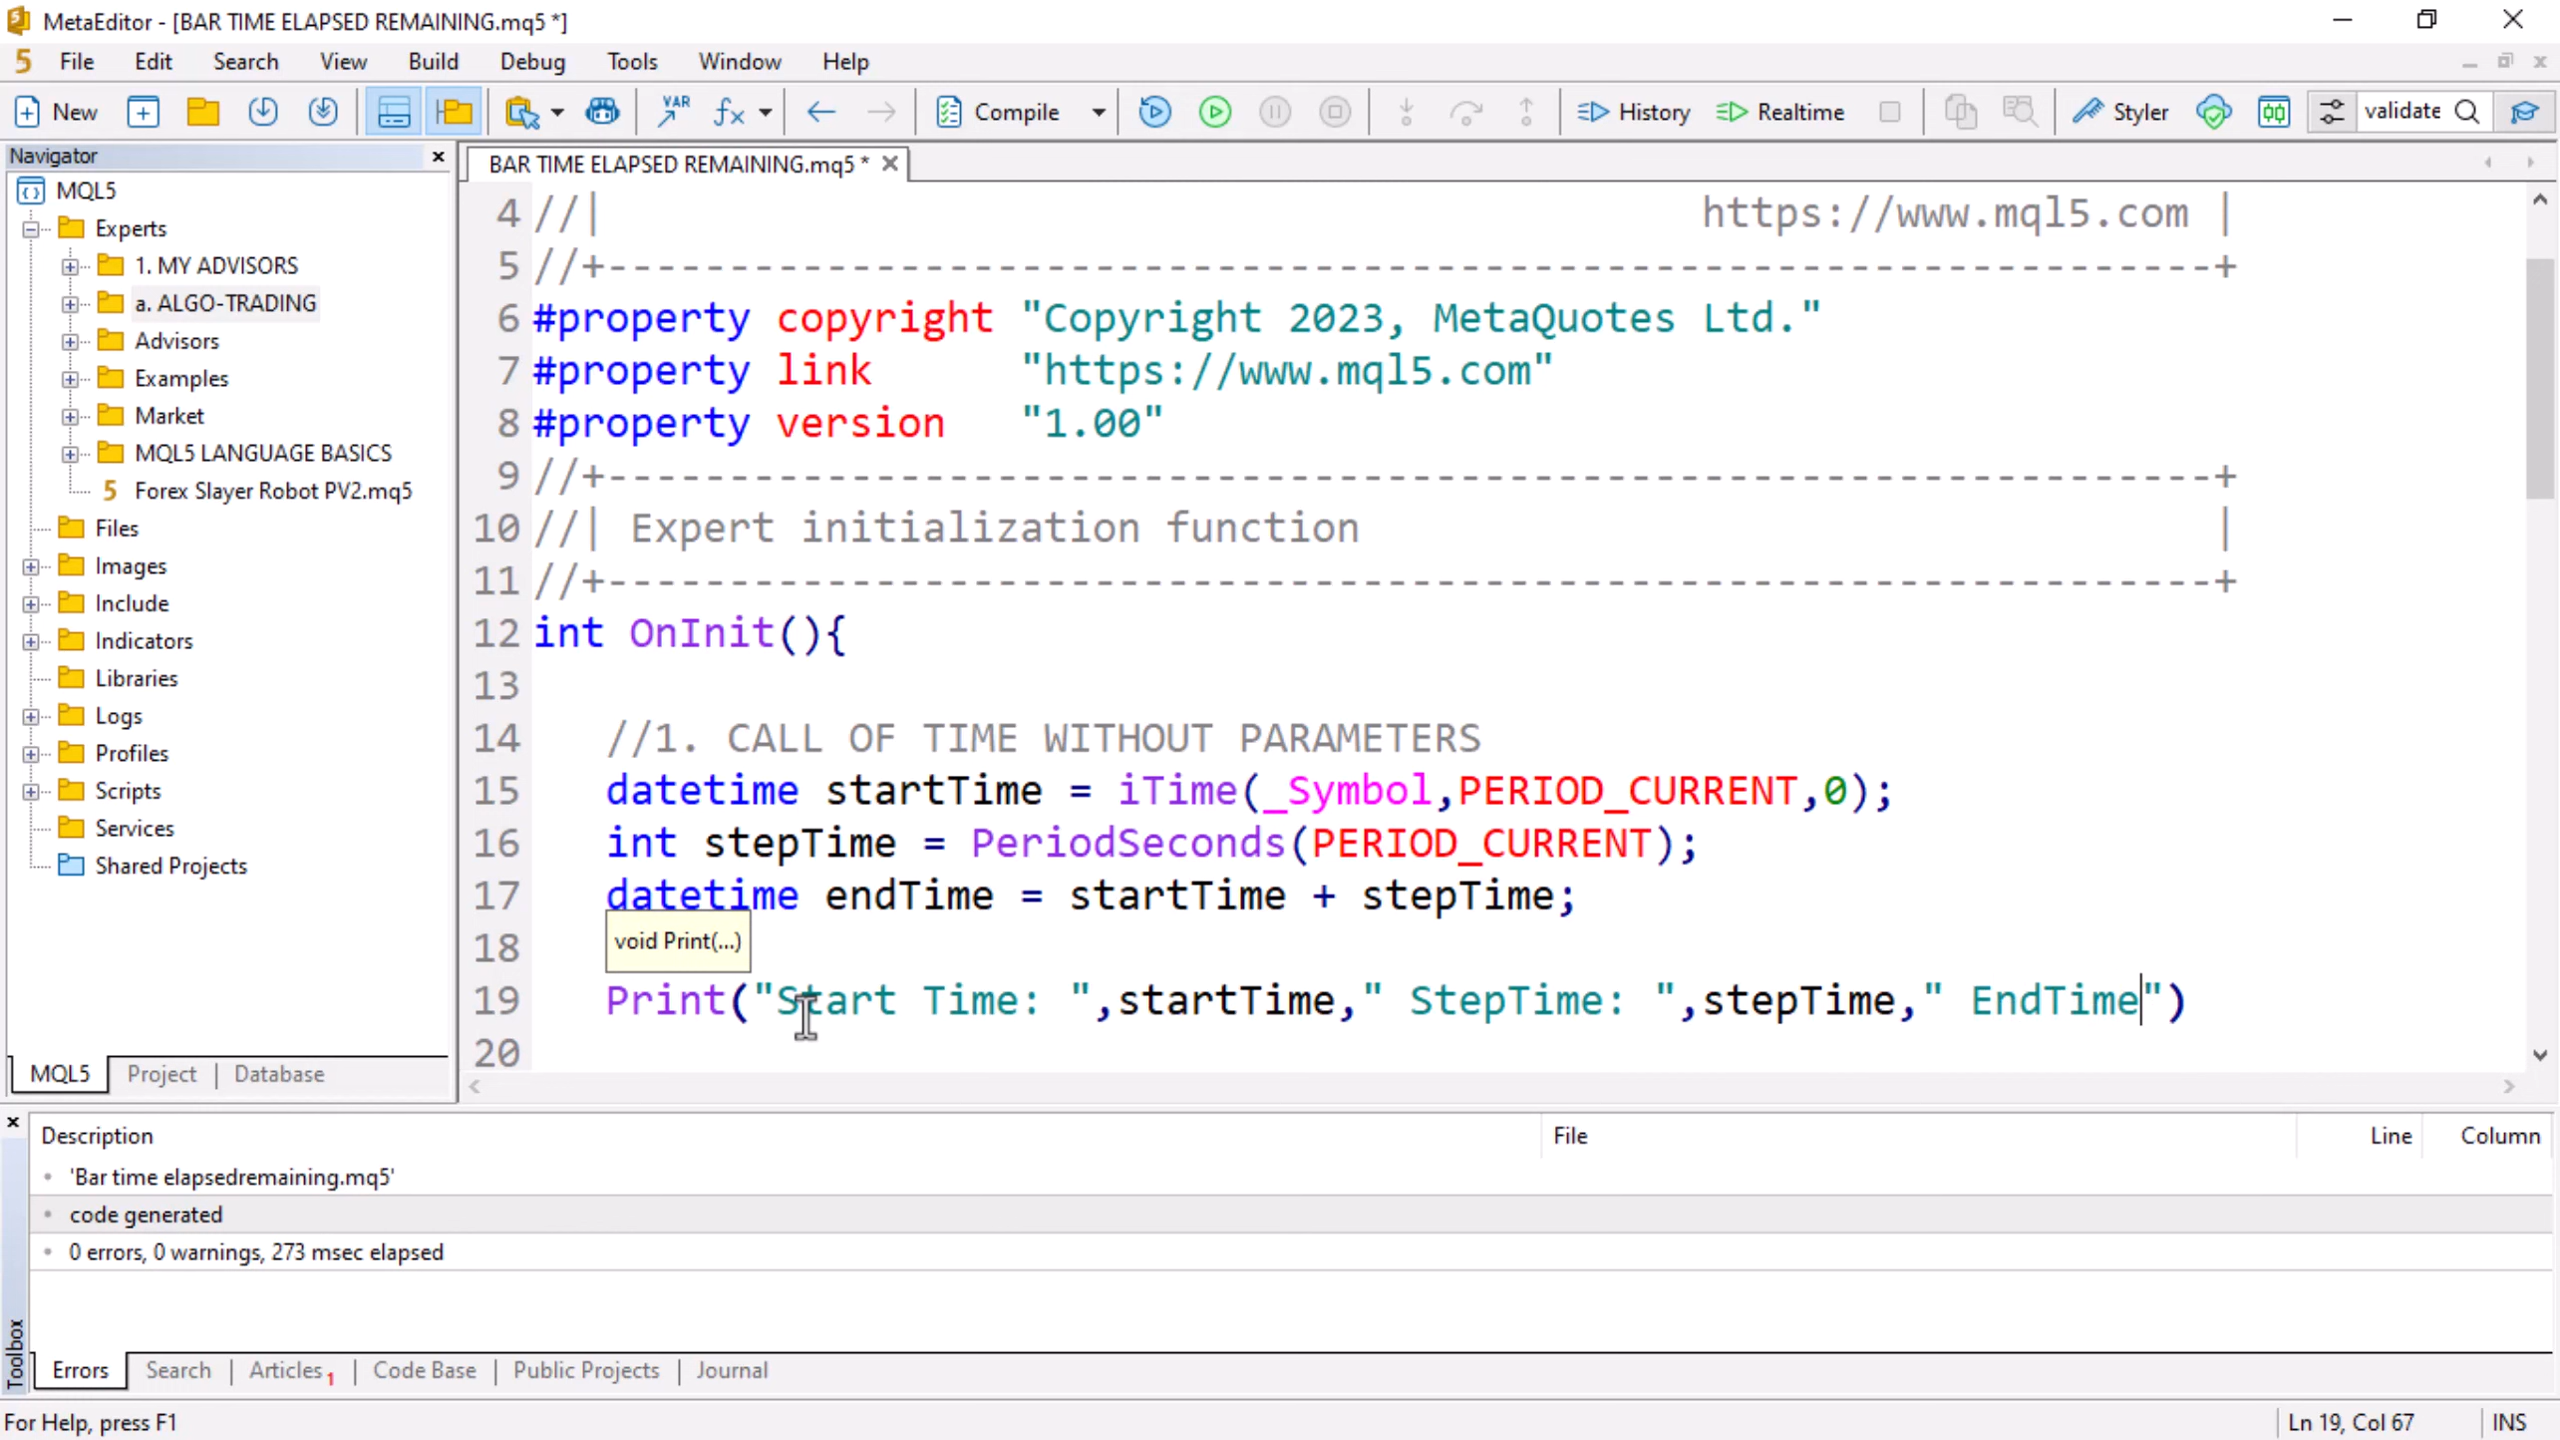 MetaEditor - [BAR TIME ELAPSED REMAINING.mq5 *]
5 File Edit Search View Build Debug Tools Window Help
New VAR fx Compile History Realtime Styler validate
Navigator
MQL5
Experts
1. MY ADVISORS
a. ALGO-TRADING
Advisors
Examples
Market
MQL5 LANGUAGE BASICS
5 Forex Slayer Robot PV2.mq5
Files
Images
Include
Indicators
Libraries
Logs
Profiles
Scripts
Services
Shared Projects
MQL5 Project Database
BAR TIME ELAPSED REMAINING.mq5 *
4 //| https://www.mql5.com |
5 //+------------------------------------------------------------------+
6 #property copyright "Copyright 2023, MetaQuotes Ltd."
7 #property link "https://www.mql5.com"
8 #property version "1.00"
9 //+------------------------------------------------------------------+
10 //| Expert initialization function |
11 //+------------------------------------------------------------------+
12 int OnInit(){
13
14 //1. CALL OF TIME WITHOUT PARAMETERS
15 datetime startTime = iTime(_Symbol,PERIOD_CURRENT,0);
16 int stepTime = PeriodSeconds(PERIOD_CURRENT);
17 datetime endTime = startTime + stepTime;
void Print(...)
18
19 Print("Start Time: ",startTime," StepTime: ",stepTime," EndTime")
20
Description File Line Column
'Bar time elapsedremaining.mq5'
code generated
0 errors, 0 warnings, 273 msec elapsed
Toolbox
Errors Search Articles 1 Code Base Public Projects Journal
For Help, press F1 Ln 19, Col 67 INS